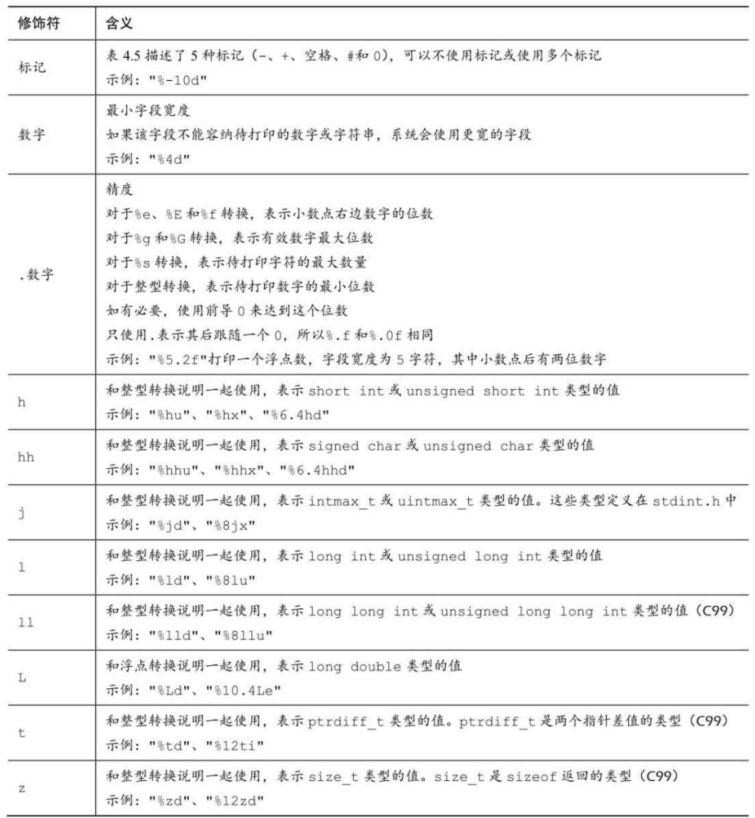 修饰符 含义
标记
表 4.5 描述了 5 种标记（-、+、空格、#和 0），可以不使用标记或使用多个标记
示例："%-10d"
数字
最小字段宽度
如果该字段不能容纳待打印的数字或字符串，系统会使用更宽的字段
示例："%4d"
.数字
精度
对于%e、%E 和%f 转换，表示小数点右边数字的位数
对于%g 和%G 转换，表示有效数字最大位数
对于%s 转换，表示待打印字符的最大数量
对于整型转换，表示待打印数字的最小位数
如有必要，使用前导 0 来达到这个位数
只使用.表示其后跟随一个 0，所以%.f 和%.0f 相同
示例："%5.2f"打印一个浮点数，字段宽度为 5 字符，其中小数点后有两位数字
h
和整型转换说明一起使用，表示 short int 或 unsigned short int 类型的值
示例："%hu"、"%hx"、"%6.4hd"
hh
和整型转换说明一起使用，表示 signed char 或 unsigned char 类型的值
示例："%hhu"、"%hhx"、"%6.4hhd"
j
和整型转换说明一起使用，表示 intmax_t 或 uintmax_t 类型的值。这些类型定义在 stdint.h 中
示例："%jd"、"%8jx"
l
和整型转换说明一起使用，表示 long int 或 unsigned long int 类型的值
示例："%ld"、"%8lu"
ll
和整型转换说明一起使用，表示 long long int 或 unsigned long long int 类型的值（C99）
示例："%lld"、"%8llu"
L
和浮点转换说明一起使用，表示 long double 类型的值
示例："%Ld"、"%10.4Le"
t
和整型转换说明一起使用，表示 ptrdiff_t 类型的值。ptrdiff_t 是两个指针差值的类型（C99）
示例："%td"、"%12ti"
z
和整型转换说明一起使用，表示 size_t 类型的值。size_t 是 sizeof 返回的类型（C99）
示例："%zd"、"%12zd"